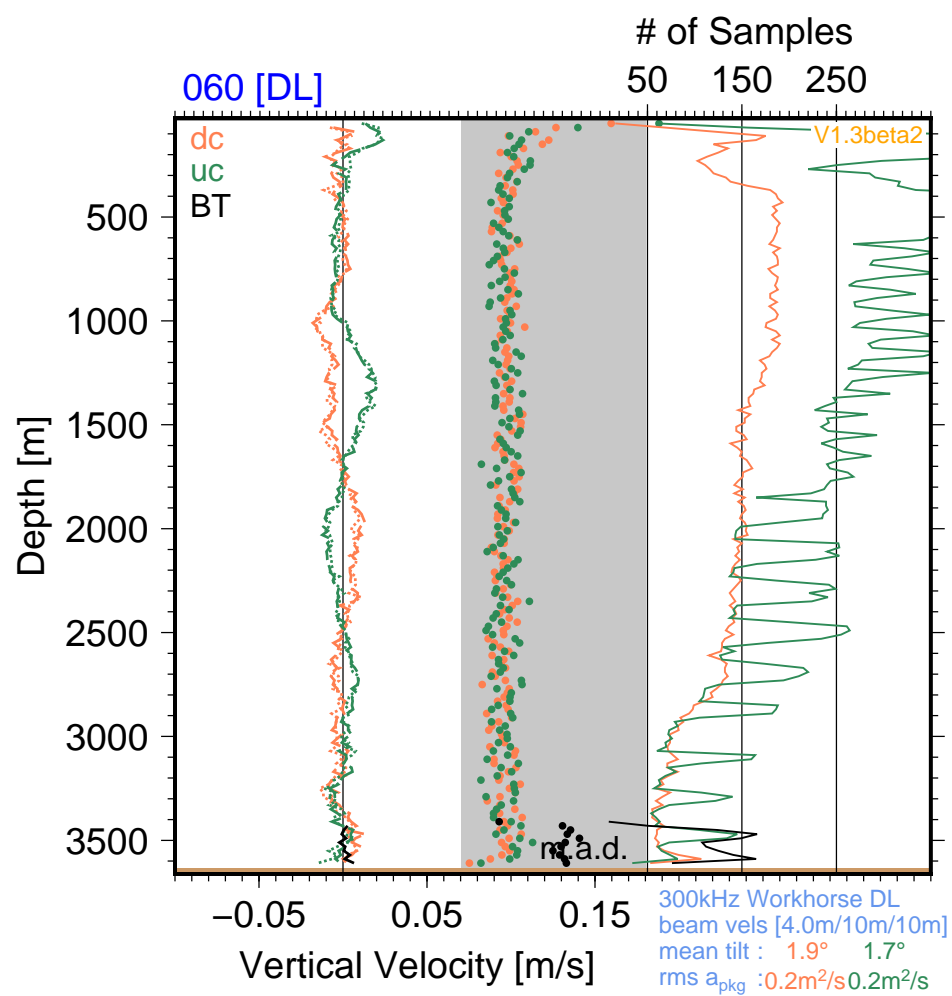 # of Samples
50 150 250
060 [DL]
dc
uc
BT
V1.3beta2
500
1000
1500
2000
2500
3000
3500
Depth [m]
m.a.d.
−0.05 0.05 0.15
Vertical Velocity [m/s]
300kHz Workhorse DL
beam vels [4.0m/10m/10m]
mean tilt : 1.9° 1.7°
rms apkg :0.2m²/s 0.2m²/s